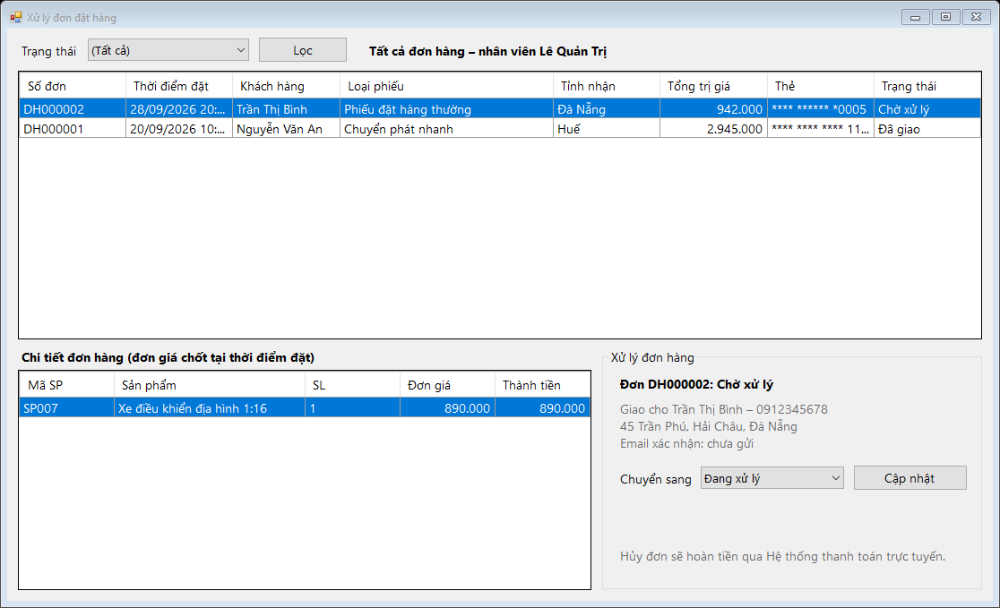 Xử lý đơn đặt hàng
Trạng thái (Tất cả) Lọc Tất cả đơn hàng – nhân viên Lê Quản Trị
Số đơn Thời điểm đặt Khách hàng Loại phiếu Tỉnh nhận Tổng trị giá Thẻ Trạng thái
DH000002 28/09/2026 20:... Trần Thị Bình Phiếu đặt hàng thường Đà Nẵng 942.000 **** ****** *0005 Chờ xử lý
DH000001 20/09/2026 10:... Nguyễn Văn An Chuyển phát nhanh Huế 2.945.000 **** **** **** 11... Đã giao
Chi tiết đơn hàng (đơn giá chốt tại thời điểm đặt)
Mã SP Sản phẩm SL Đơn giá Thành tiền
SP007 Xe điều khiển địa hình 1:16 1 890.000 890.000
Xử lý đơn hàng
Đơn DH000002: Chờ xử lý
Giao cho Trần Thị Bình – 0912345678
45 Trần Phú, Hải Châu, Đà Nẵng
Email xác nhận: chưa gửi
Chuyển sang Đang xử lý Cập nhật
Hủy đơn sẽ hoàn tiền qua Hệ thống thanh toán trực tuyến.